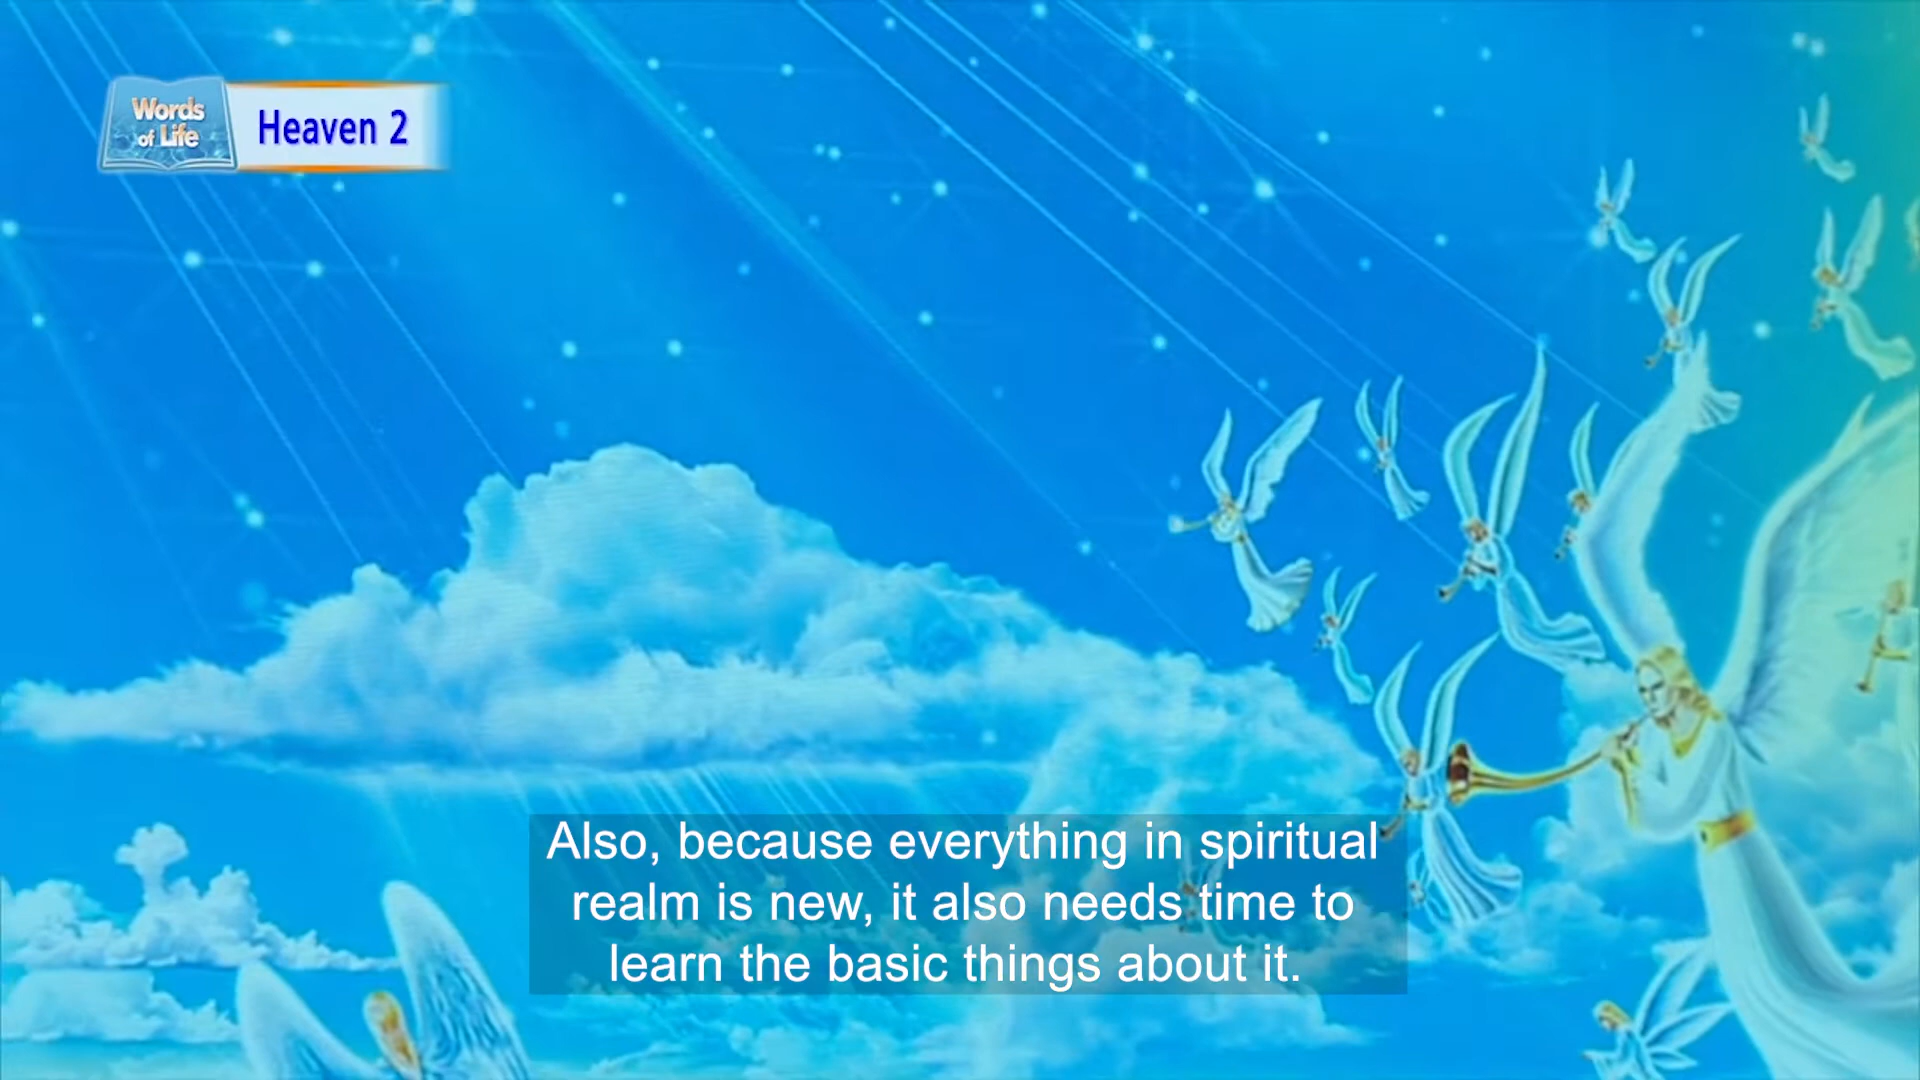 Words
of Life
Heaven 2
Also, because everything in spiritual
realm is new, it also needs time to
learn the basic things about it.